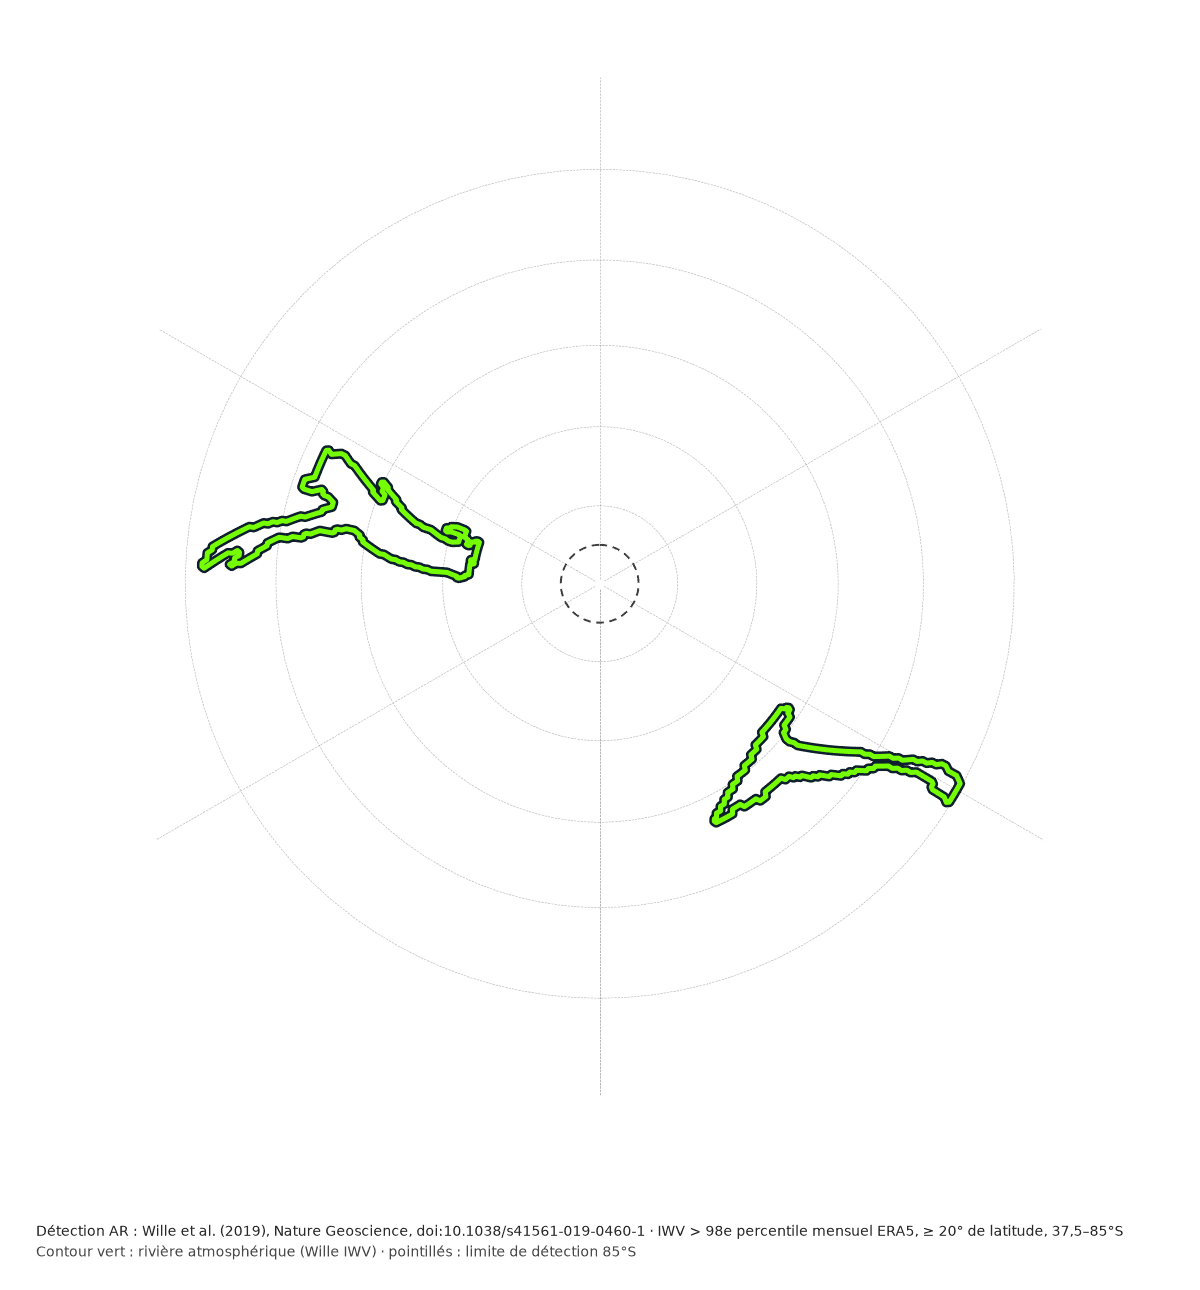 Détection AR : Wille et al. (2019), Nature Geoscience, doi:10.1038/s41561-019-0460-1 · IWV > 98e percentile mensuel ERA5, ≥ 20° de latitude, 37,5–85°S
Contour vert : rivière atmosphérique (Wille IWV) · pointillés : limite de détection 85°S